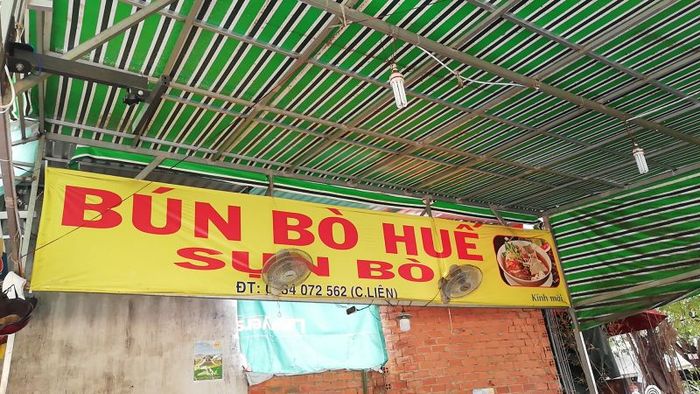 BÚN BÒ HUẾ
SỤN BÒ
ĐT: 072 562 (C.LIÊN)
Kính mời